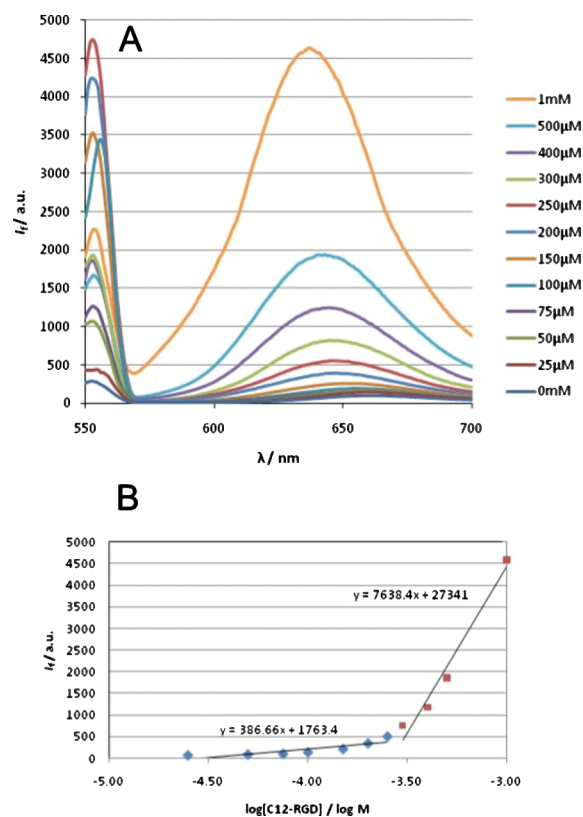 A
5000
4500
4000
3500
3000
2500
2000
1500
1000
500
0
If/ a.u.
550
600
650
700
λ/ nm
1mM
500µM
400µM
300µM
250µM
200µM
150µM
100µM
75µM
50µM
25µM
0mM
B
5000
4500
4000
3500
3000
2500
2000
1500
1000
500
0
If/ a.u.
y = 7638.4x + 27341
y = 386.66x + 1763.4
-5.00
-4.50
-4.00
-3.50
-3.00
log[C12-RGD] / log M